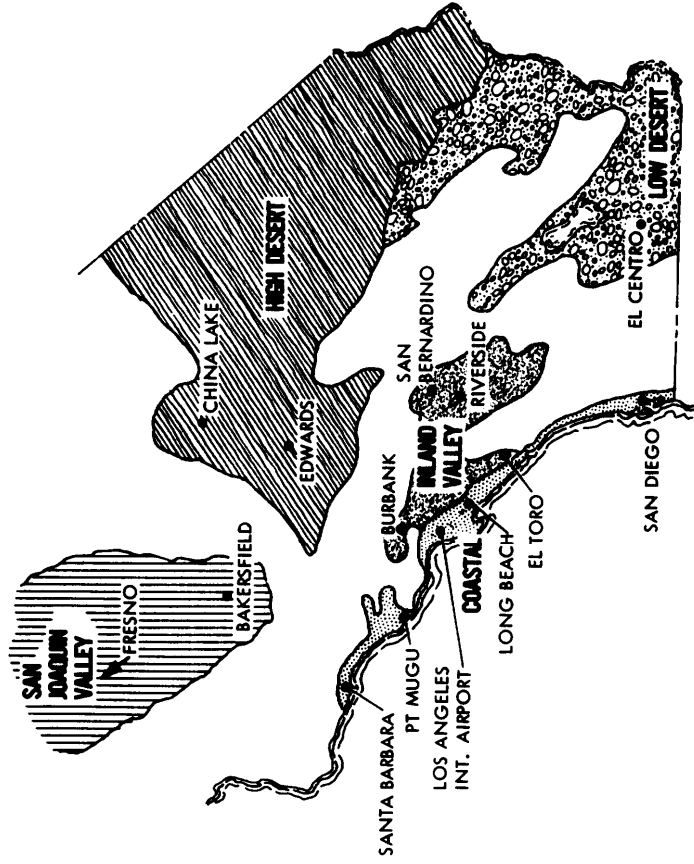 SAN
JOAQUIN
VALLEY
FRESNO
BAKERSFIELD
CHINA LAKE
EDWARDS
HIGH DESERT
SANTA BARBARA
PT MUGU
LOS ANGELES
INT. AIRPORT
COASTAL
LONG BEACH
EL TORO
BURBANK
INLAND
VALLEY
SAN
BERNARDINO
RIVERSIDE
SAN DIEGO
EL CENTRO
LOW DESERT